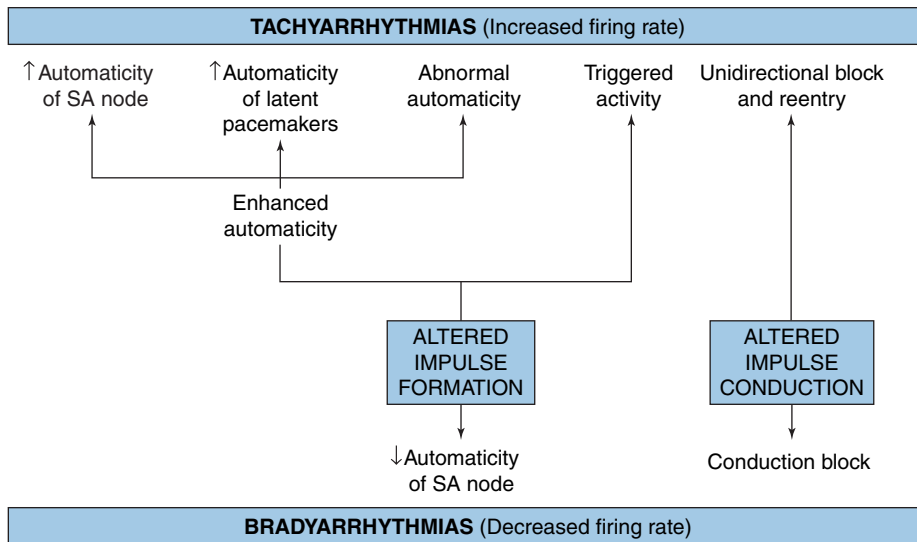 TACHYARRHYTHMIAS (Increased firing rate)
↑Automaticity
of SA node
↑Automaticity
of latent
pacemakers
Abnormal
automaticity
Triggered
activity
Unidirectional block
and reentry
Enhanced
automaticity
ALTERED
IMPULSE
FORMATION
ALTERED
IMPULSE
CONDUCTION
↓Automaticity
of SA node
Conduction block
BRADYARRHYTHMIAS (Decreased firing rate)